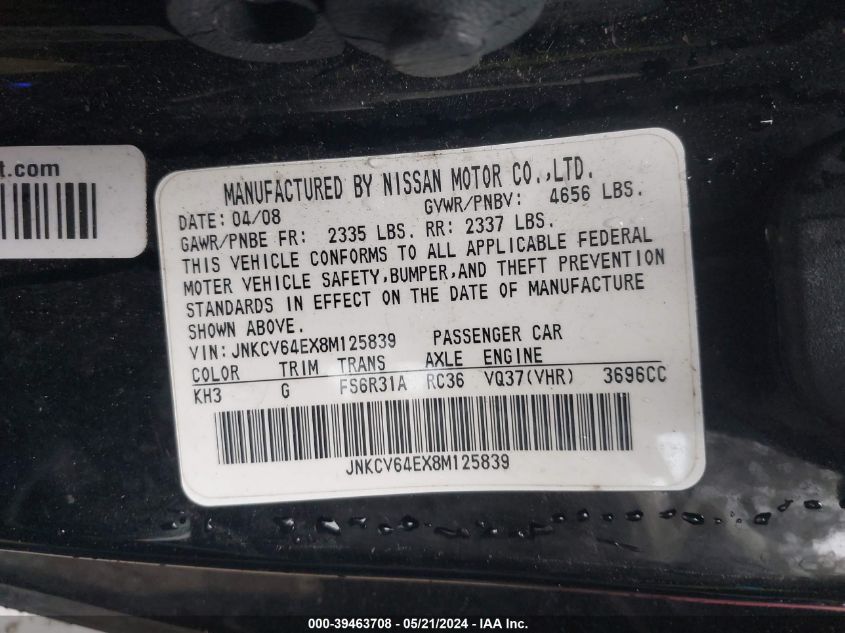 t.com
MANUFACTURED BY NISSAN MOTOR CO.,LTD.
DATE: 04/08 GVWR/PNBV: 4656 LBS.
GAWR/PNBE FR: 2335 LBS. RR: 2337 LBS.
THIS VEHICLE CONFORMS TO ALL APPLICABLE FEDERAL
MOTOR VEHICLE SAFETY,BUMPER,AND THEFT PREVENTION
STANDARDS IN EFFECT ON THE DATE OF MANUFACTURE
SHOWN ABOVE.
VIN:JNKCV64EX8M125839 PASSENGER CAR
COLOR TRIM TRANS AXLE ENGINE
KH3 G FS6R31A RC36 VQ37(VHR) 3696CC
JNKCV64EX8M125839
000-39463708 - 05/21/2024 - IAA Inc.